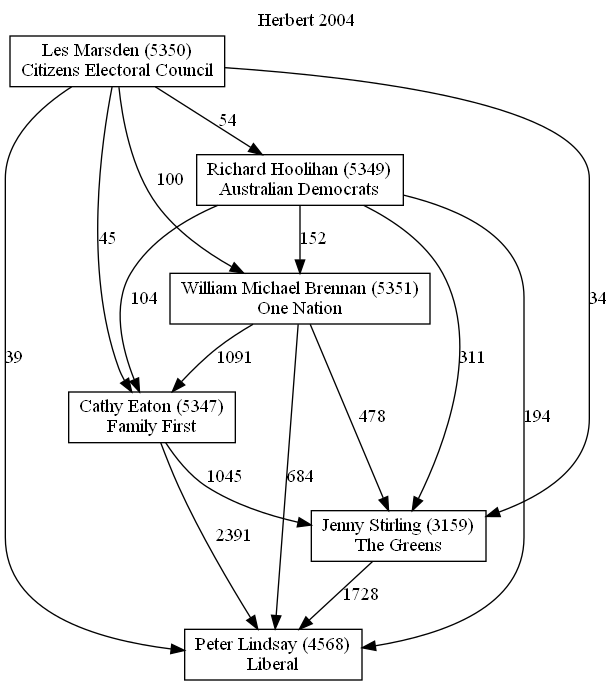 Herbert 2004
Les Marsden (5350)
Citizens Electoral Council
54
Richard Hoolihan (5349)
Australian Democrats
100
45
152
William Michael Brennan (5351)
One Nation
104
34
39
1091
311
Cathy Eaton (5347)
Family First
478
194
1045
684
2391
Jenny Stirling (3159)
The Greens
1728
Peter Lindsay (4568)
Liberal